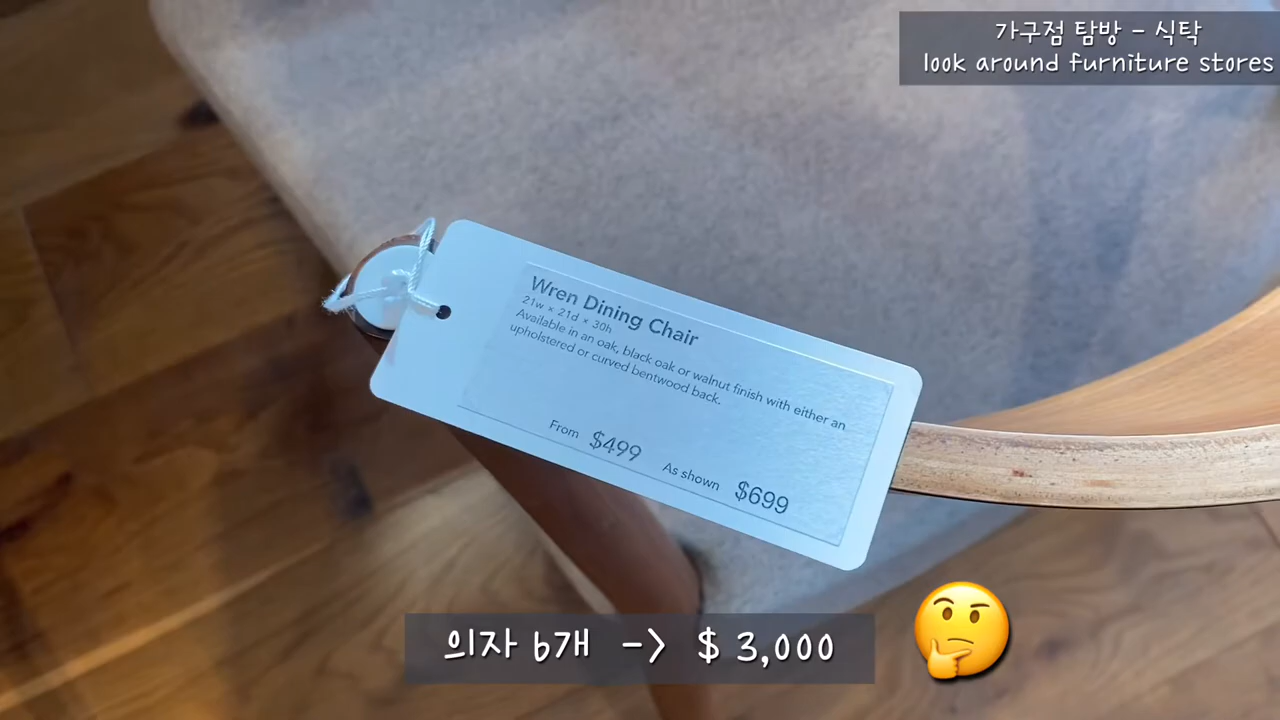 가구점 탐방 - 식탁
look around furniture stores
Wren Dining Chair
21w × 21d × 30h
Available in an oak, black oak or walnut finish with either an
upholstered or curved bentwood back.
From $499 As shown $699
의자 6개 -> $ 3,000